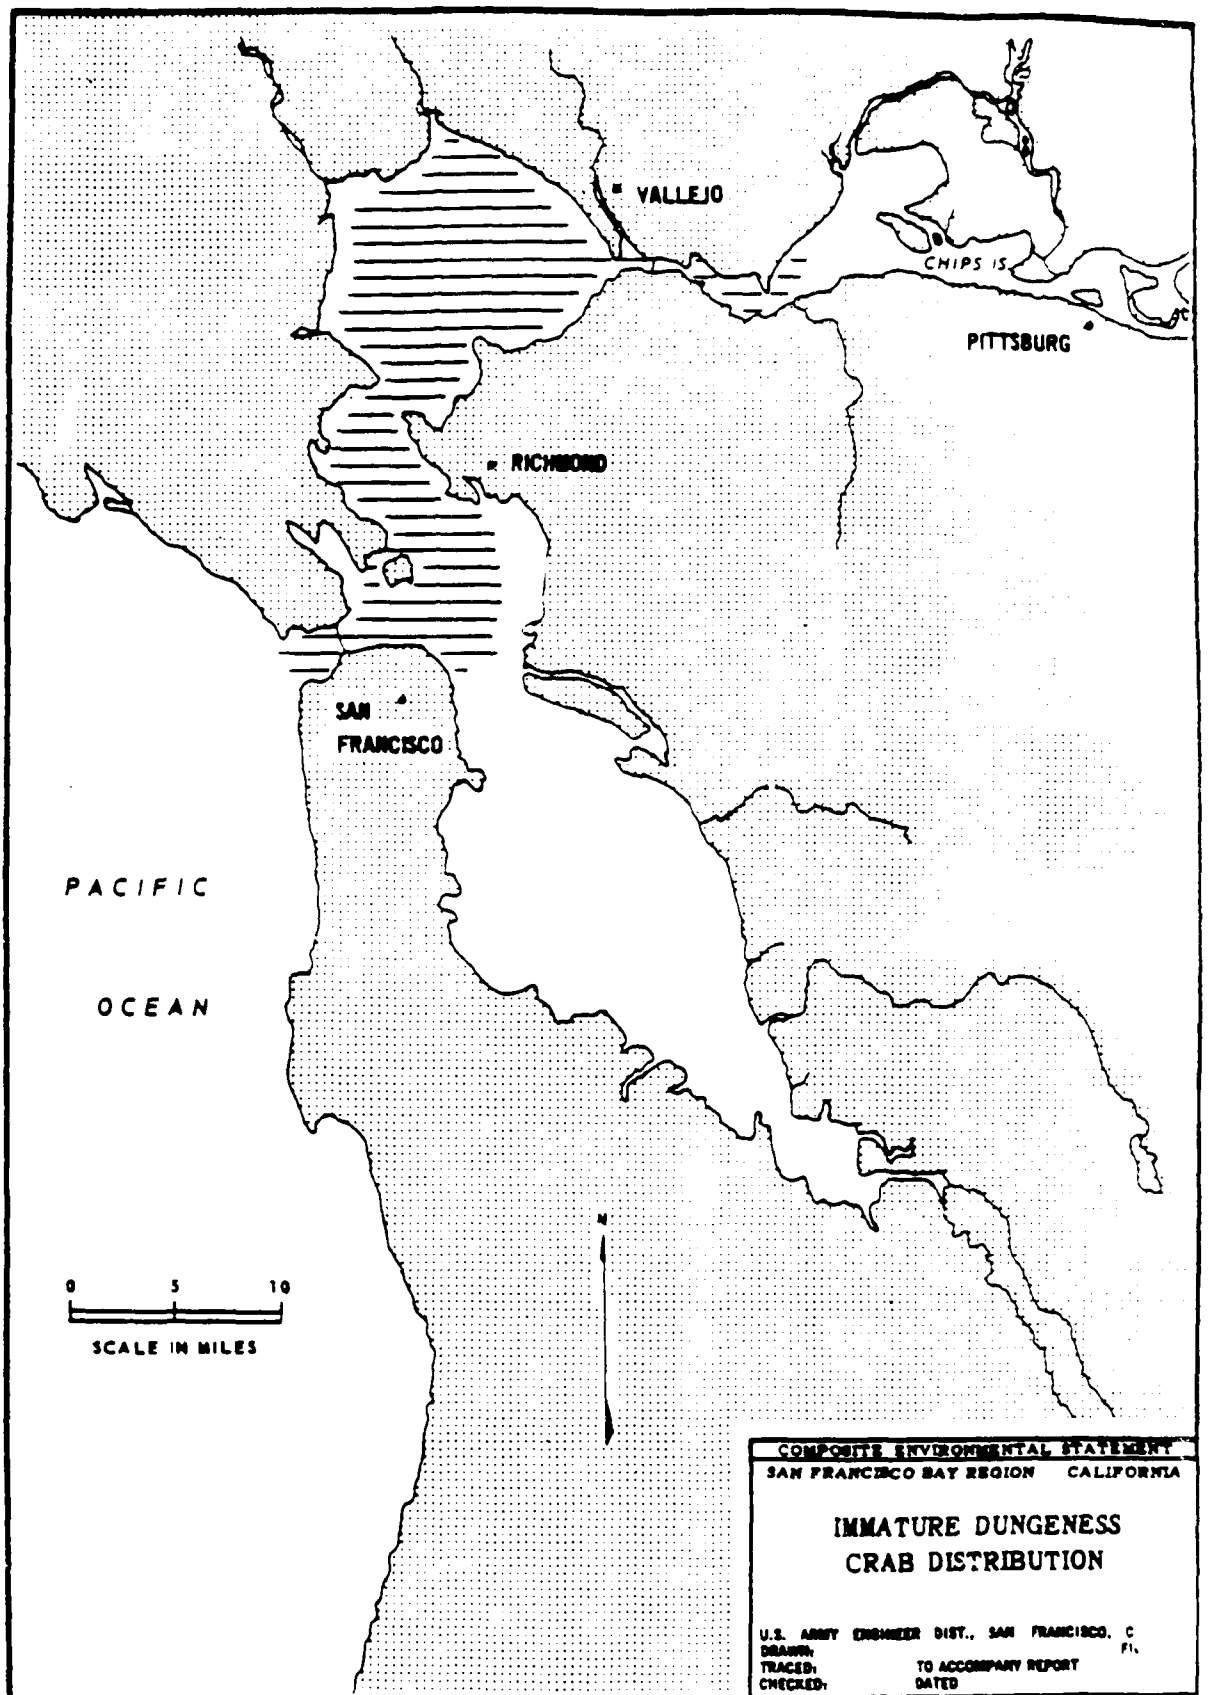 VALLEJO
CHIPS IS.
PITTSBURG
RICHMOND
SAN
FRANCISCO
PACIFIC
OCEAN
N
0 5 10
SCALE IN MILES
COMPOSITE ENVIRONMENTAL STATEMENT
SAN FRANCISCO BAY REGION CALIFORNIA
IMMATURE DUNGENESS
CRAB DISTRIBUTION
U.S. ARMY ENGINEER DIST., SAN FRANCISCO, C
DRAWN:
TRACED: TO ACCOMPANY REPORT
CHECKED: DATED